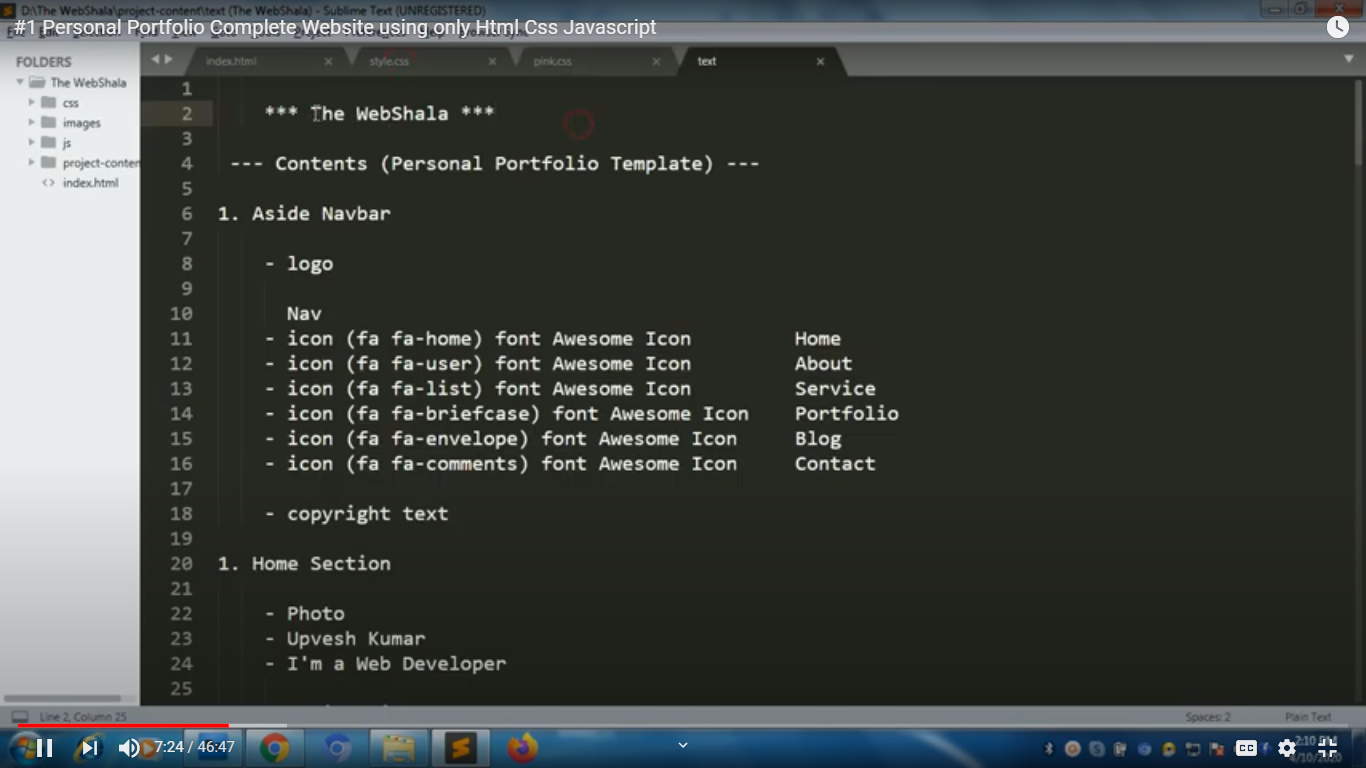 D:\The WebShala\project-content\text (The WebShala) - Sublime Text (UNREGISTERED)
#1 Personal Portfolio Complete Website using only Html Css Javascript
FOLDERS
The WebShala
css
images
js
project-conten
index.html
index.html
style.css
pink.css
text
1
2 *** The WebShala ***
3
4 --- Contents (Personal Portfolio Template) ---
5
6 1. Aside Navbar
7
8 - logo
9
10 Nav
11 - icon (fa fa-home) font Awesome Icon Home
12 - icon (fa fa-user) font Awesome Icon About
13 - icon (fa fa-list) font Awesome Icon Service
14 - icon (fa fa-briefcase) font Awesome Icon Portfolio
15 - icon (fa fa-envelope) font Awesome Icon Blog
16 - icon (fa fa-comments) font Awesome Icon Contact
17
18 - copyright text
19
20 1. Home Section
21
22 - Photo
23 - Upvesh Kumar
24 - I'm a Web Developer
25
Line 2, Column 25
Spaces: 2
Plain Text
7:24 / 46:47
CC
2:10 PM
4/10/2020